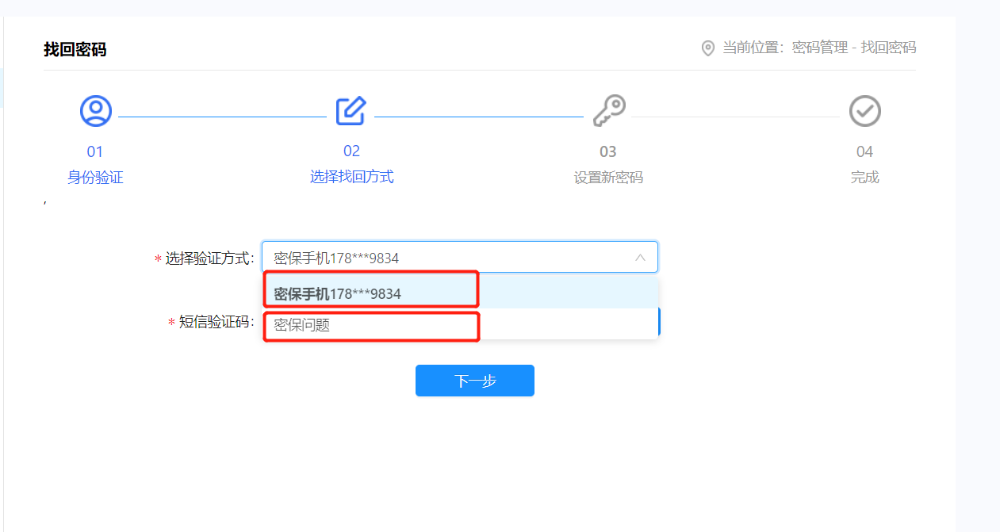 找回密码
当前位置：密码管理 - 找回密码
01
02
03
04
身份验证
选择找回方式
设置新密码
完成
,
* 选择验证方式：
密保手机178***9834
密保手机178***9834
* 短信验证码：
密保问题
下一步